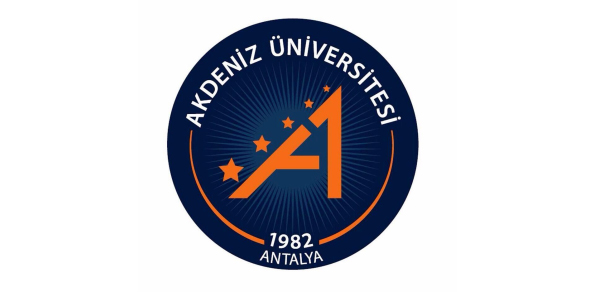 AKDENİZ ÜNİVERSİTESİ
A
1982
ANTALYA